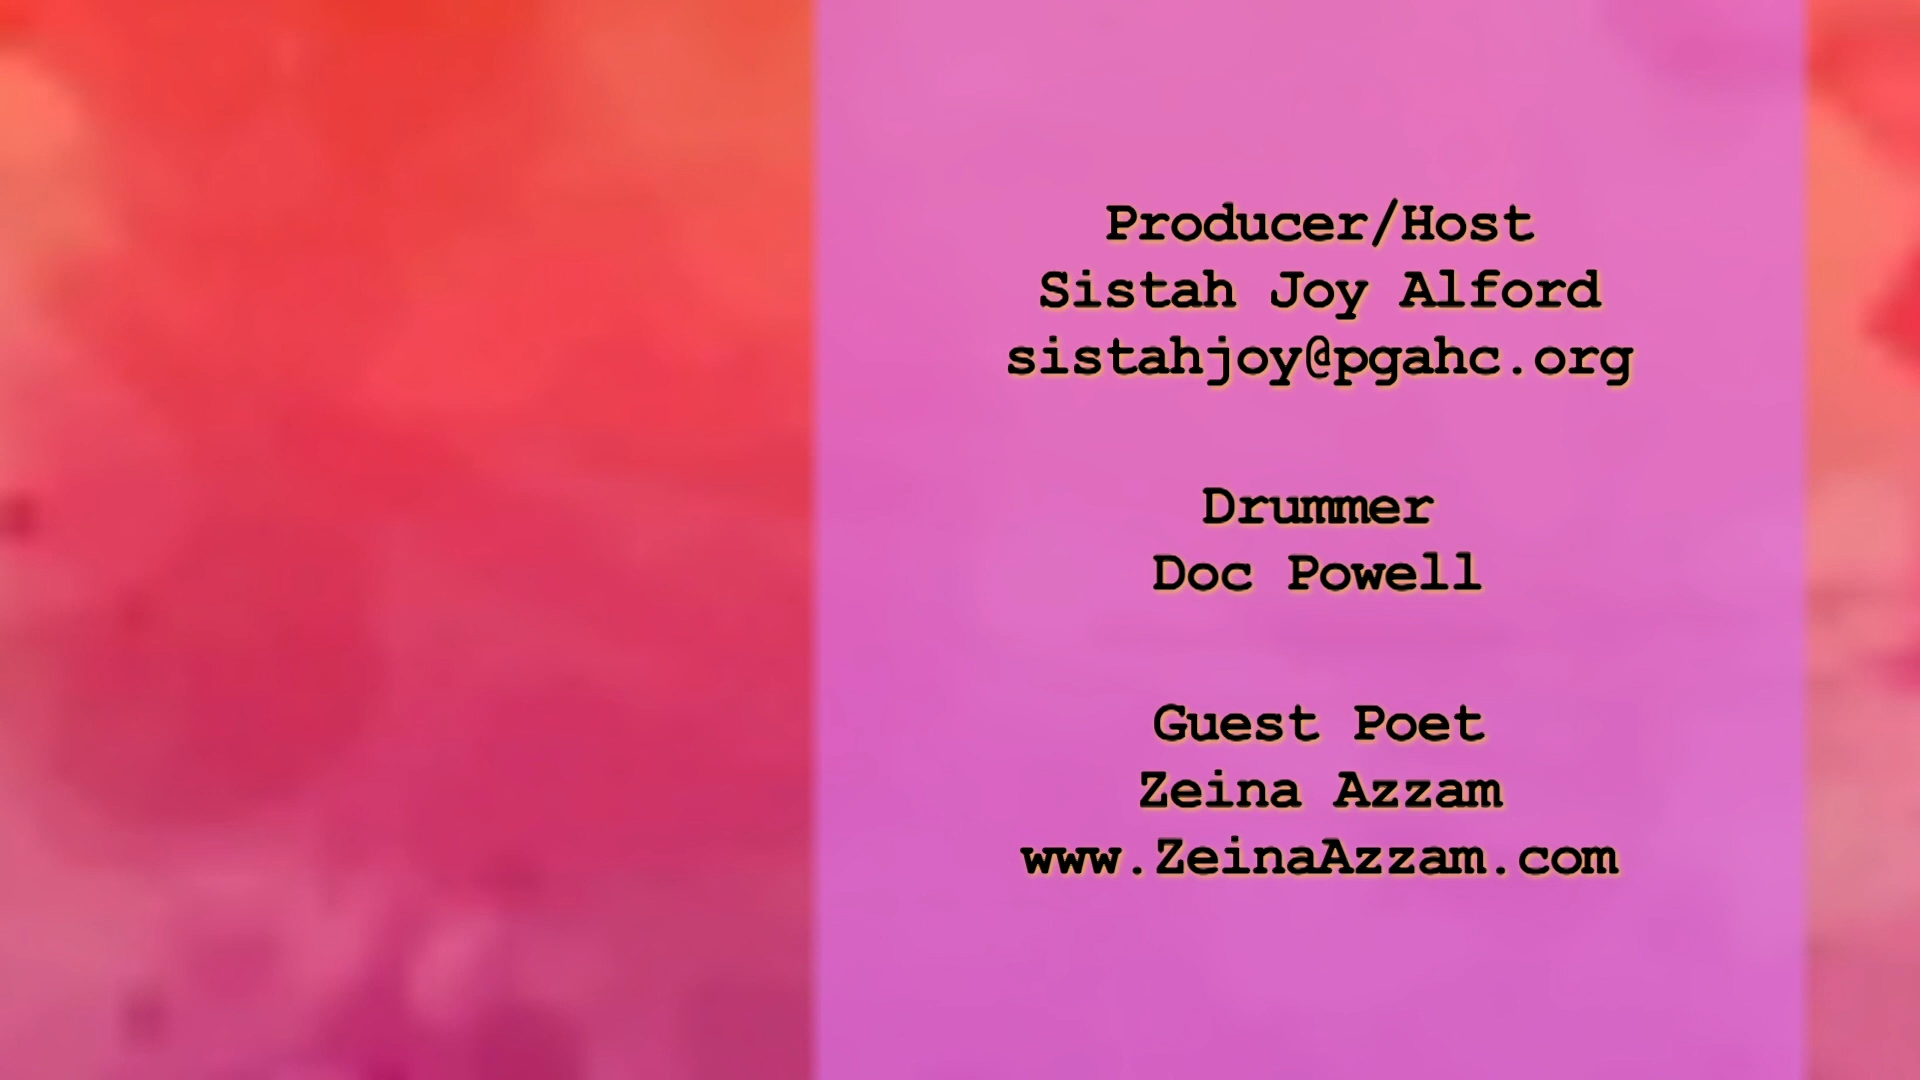 Producer/Host
Sistah Joy Alford
sistahjoy@pgahc.org
Drummer
Doc Powell
Guest Poet
Zeina Azzam
www.ZeinaAzzam.com